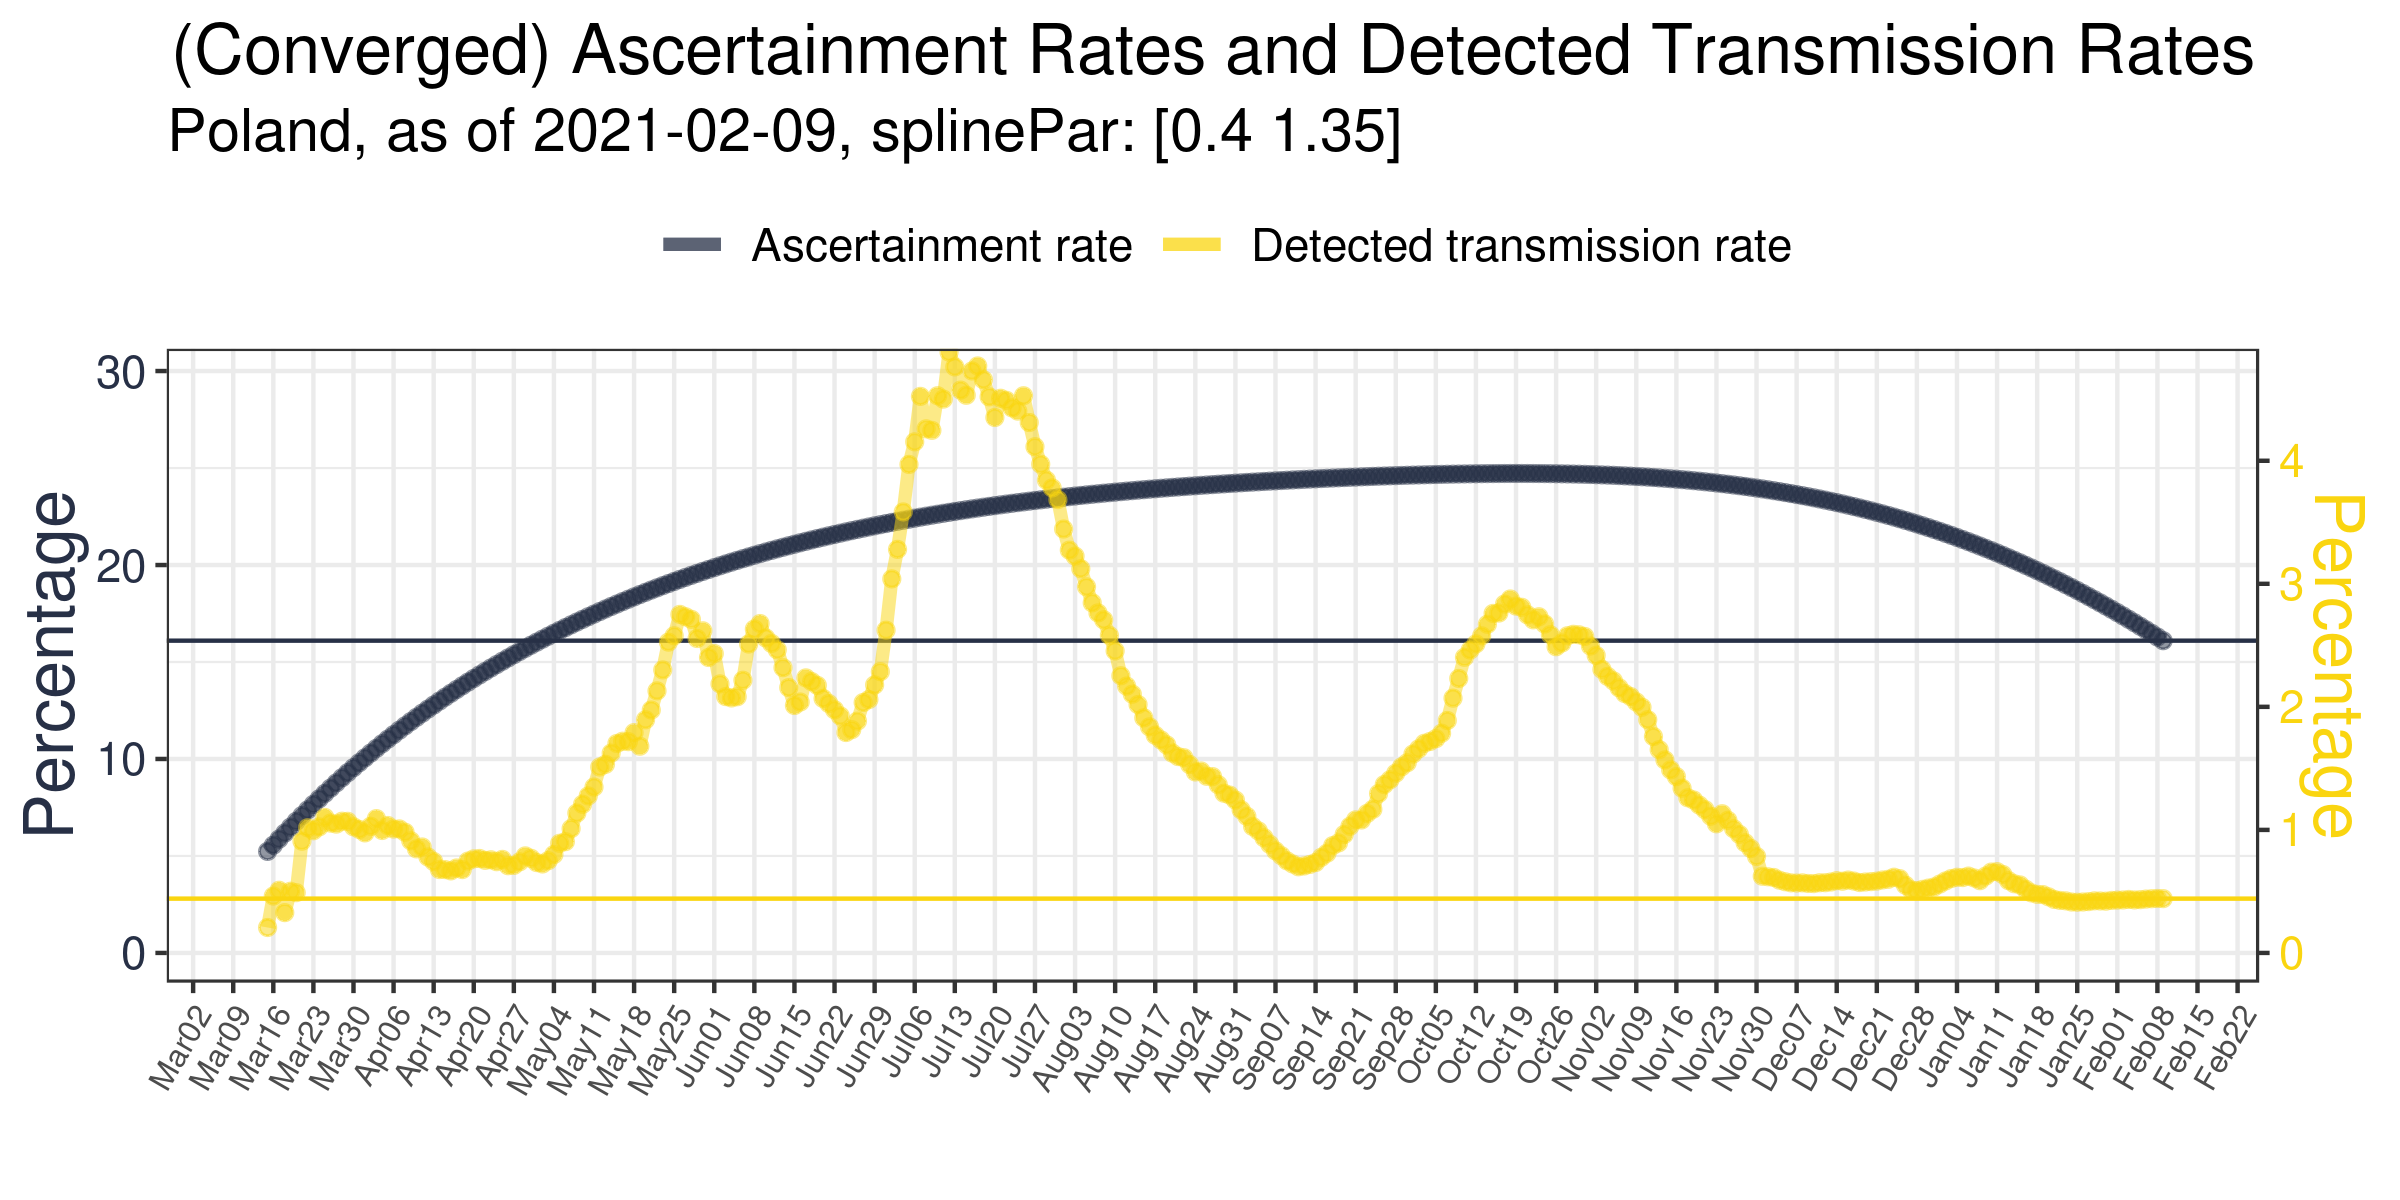 (Converged) Ascertainment Rates and Detected Transmission Rates
Poland, as of 2021-02-09, splinePar: [0.4 1.35]
Ascertainment rate Detected transmission rate
Percentage
30
20
10
0
4
3
2
1
0
Percentage
Mar02 Mar09 Mar16 Mar23 Mar30 Apr06 Apr13 Apr20 Apr27 May04 May11 May18 May25 Jun01 Jun08 Jun15 Jun22 Jun29 Jul06 Jul13 Jul20 Jul27 Aug03 Aug10 Aug17 Aug24 Aug31 Sep07 Sep14 Sep21 Sep28 Oct05 Oct12 Oct19 Oct26 Nov02 Nov09 Nov16 Nov23 Nov30 Dec07 Dec14 Dec21 Dec28 Jan04 Jan11 Jan18 Jan25 Feb01 Feb08 Feb15 Feb22